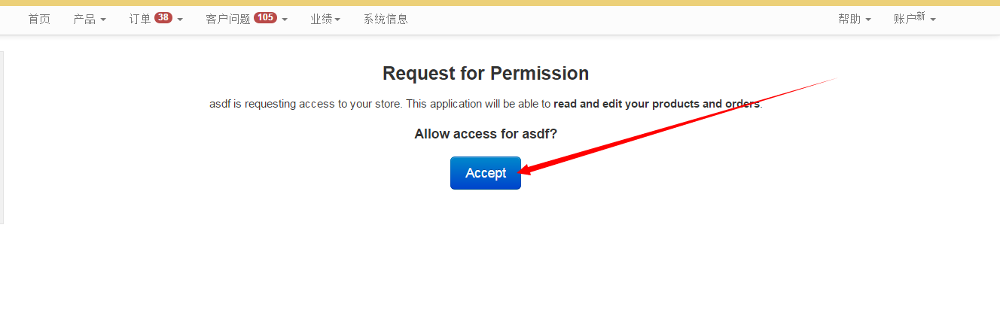 首页 产品 订单 38 客户问题 105 业绩 系统信息 帮助 账户新
Request for Permission
asdf is requesting access to your store. This application will be able to read and edit your products and orders.
Allow access for asdf?
Accept